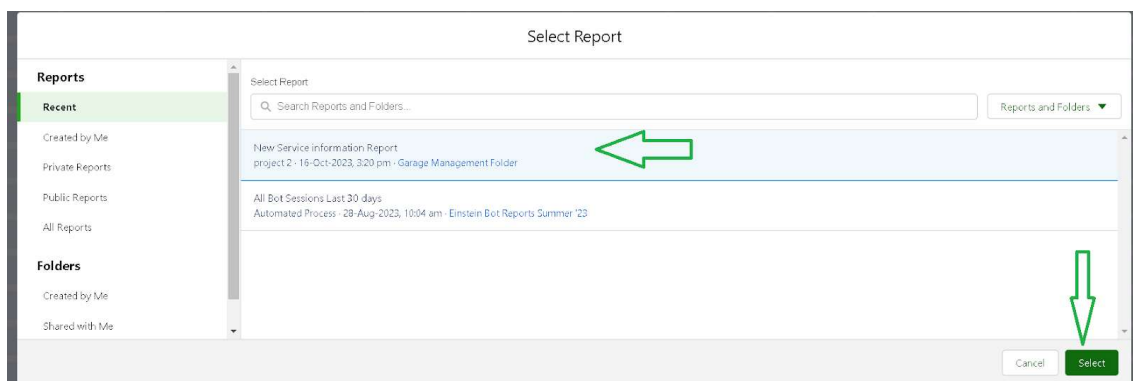 Select Report
Reports
Recent
Created by Me
Private Reports
Public Reports
All Reports
Folders
Created by Me
Shared with Me
Select Report
Search Reports and Folders...
Reports and Folders
New Service information Report
project 2 · 16-Oct-2023, 3:20 pm · Garage Management Folder
All Bot Sessions Last 30 days
Automated Process · 28-Aug-2023, 10:04 am · Einstein Bot Reports Summer '23
Cancel
Select